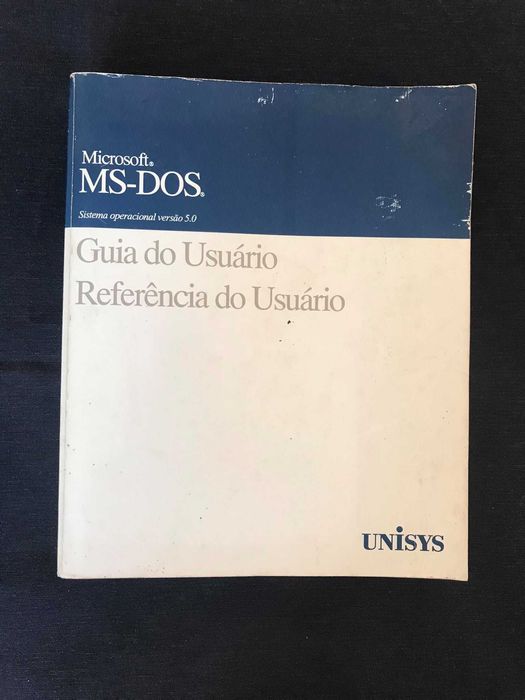 Microsoft®
MS-DOS®
Sistema operacional versão 5.0
Guia do Usuário
Referência do Usuário
UNiSYS